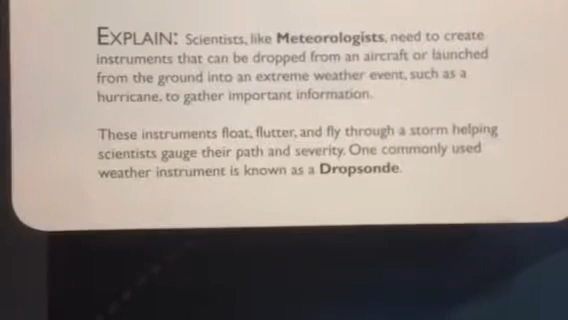 EXPLAIN: Scientists, like Meteorologists, need to create
instruments that can be dropped from an aircraft or launched
from the ground into an extreme weather event, such as a
hurricane, to gather important information.
These instruments float, flutter, and fly through a storm helping
scientists gauge their path and severity. One commonly used
weather instrument is known as a Dropsonde.